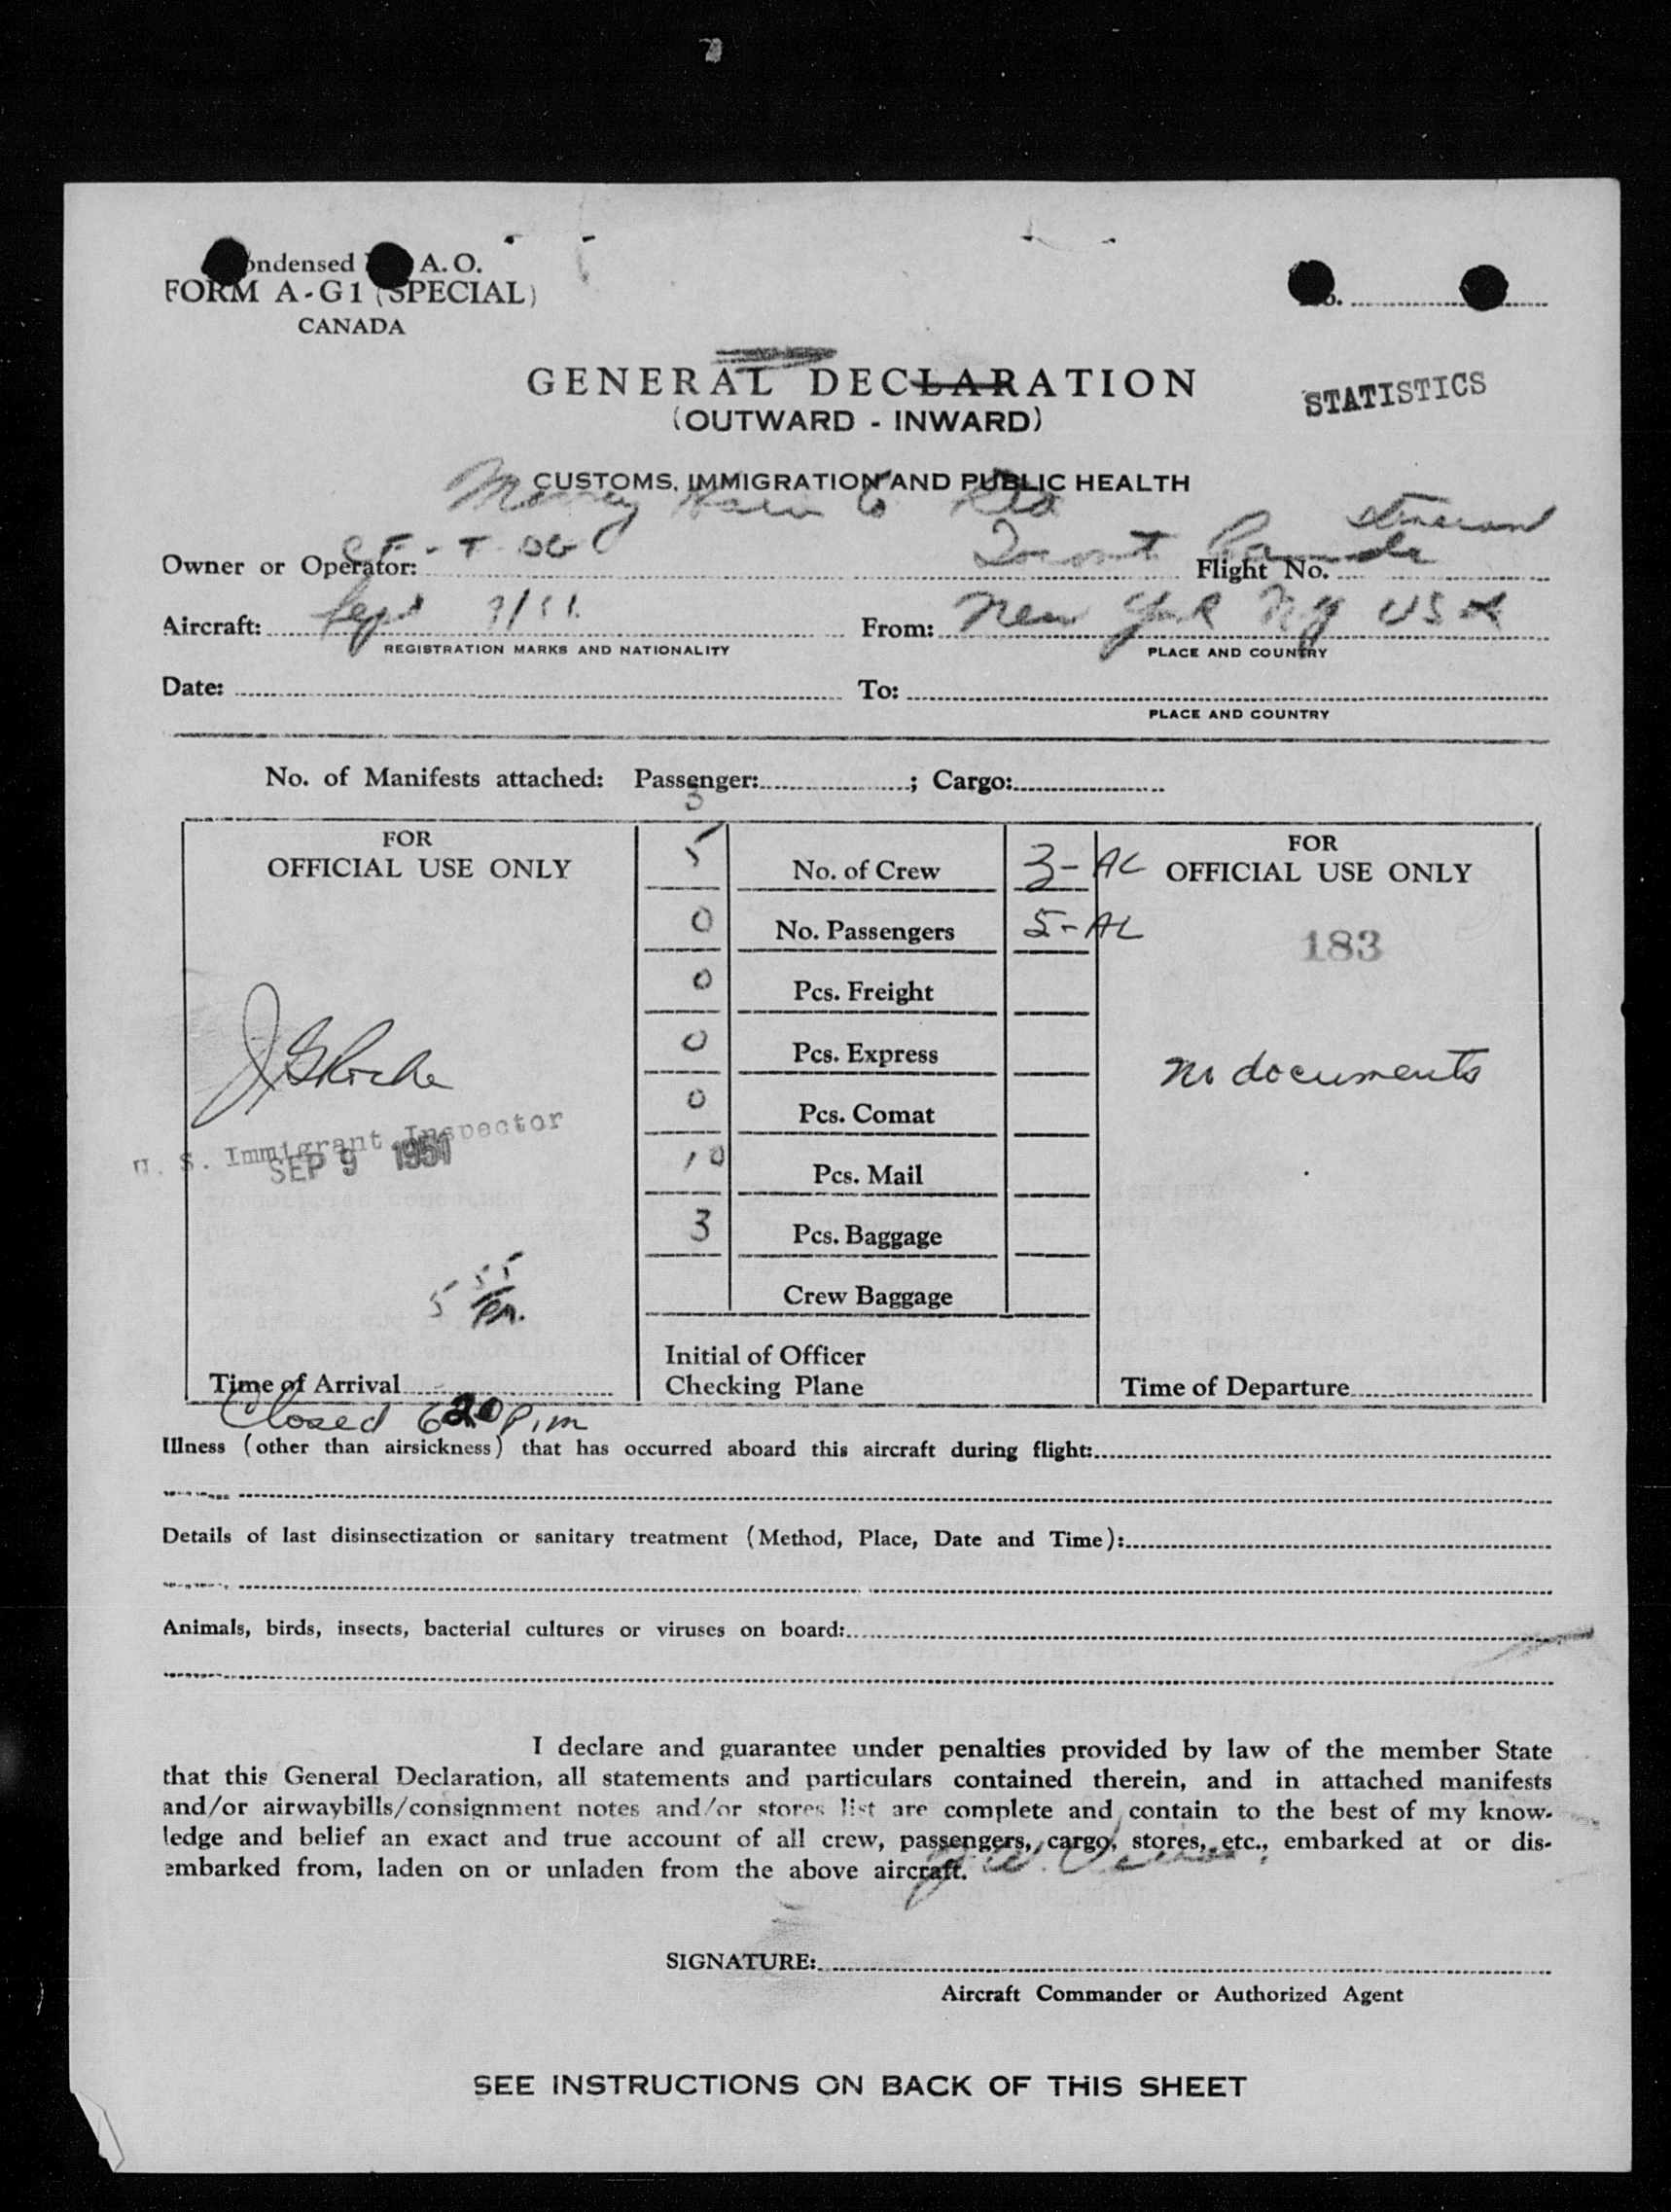 ondensed A. O.
FORM A-G1 (SPECIAL)
CANADA
GENERAL DECLARATION
(OUTWARD - INWARD)
STATISTICS
CUSTOMS, IMMIGRATION AND PUBLIC HEALTH
Owner or Operator: Flight No.
Aircraft: Sept From: New York NY USA
REGISTRATION MARKS AND NATIONALITY PLACE AND COUNTRY
Date: To:
PLACE AND COUNTRY
No. of Manifests attached: Passenger: ; Cargo:
3
FOR OFFICIAL USE ONLY
5 No. of Crew 3-AL
FOR OFFICIAL USE ONLY
0 No. Passengers 5-AL
183
0 Pcs. Freight
0 Pcs. Express
no documents
0 Pcs. Comat
U. S. Immigrant Inspector
SEP 9 1951
10 Pcs. Mail
3 Pcs. Baggage
5 55 PM.
Crew Baggage
Initial of Officer
Checking Plane
Time of Arrival Time of Departure
Closed 620 P.m
Illness (other than airsickness) that has occurred aboard this aircraft during flight:
Details of last disinsectization or sanitary treatment (Method, Place, Date and Time):
Animals, birds, insects, bacterial cultures or viruses on board:
I declare and guarantee under penalties provided by law of the member State
that this General Declaration, all statements and particulars contained therein, and in attached manifests
and/or airwaybills/consignment notes and/or stores list are complete and contain to the best of my know-
ledge and belief an exact and true account of all crew, passengers, cargo, stores, etc., embarked at or dis-
embarked from, laden on or unladen from the above aircraft.
SIGNATURE:
Aircraft Commander or Authorized Agent
SEE INSTRUCTIONS ON BACK OF THIS SHEET